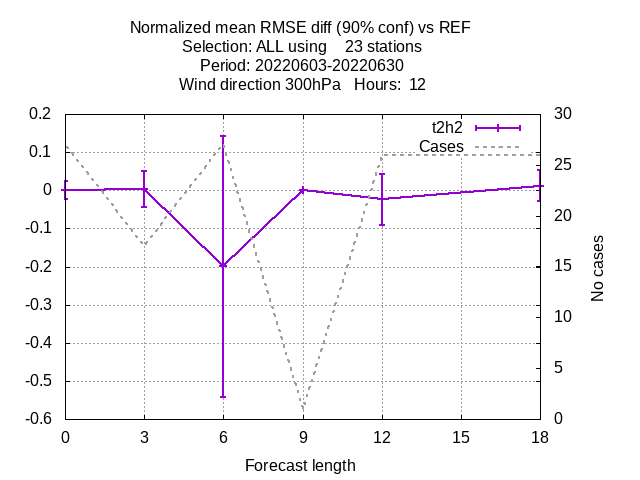 Normalized mean RMSE diff (90% conf) vs REF
Selection: ALL using    23 stations
Period: 20220603-20220630
Wind direction 300hPa   Hours:  12
0.2
0.1
0
-0.1
-0.2
-0.3
-0.4
-0.5
-0.6
t2h2
Cases
30
25
20
15
10
5
0
No cases
0 3 6 9 12 15 18
Forecast length